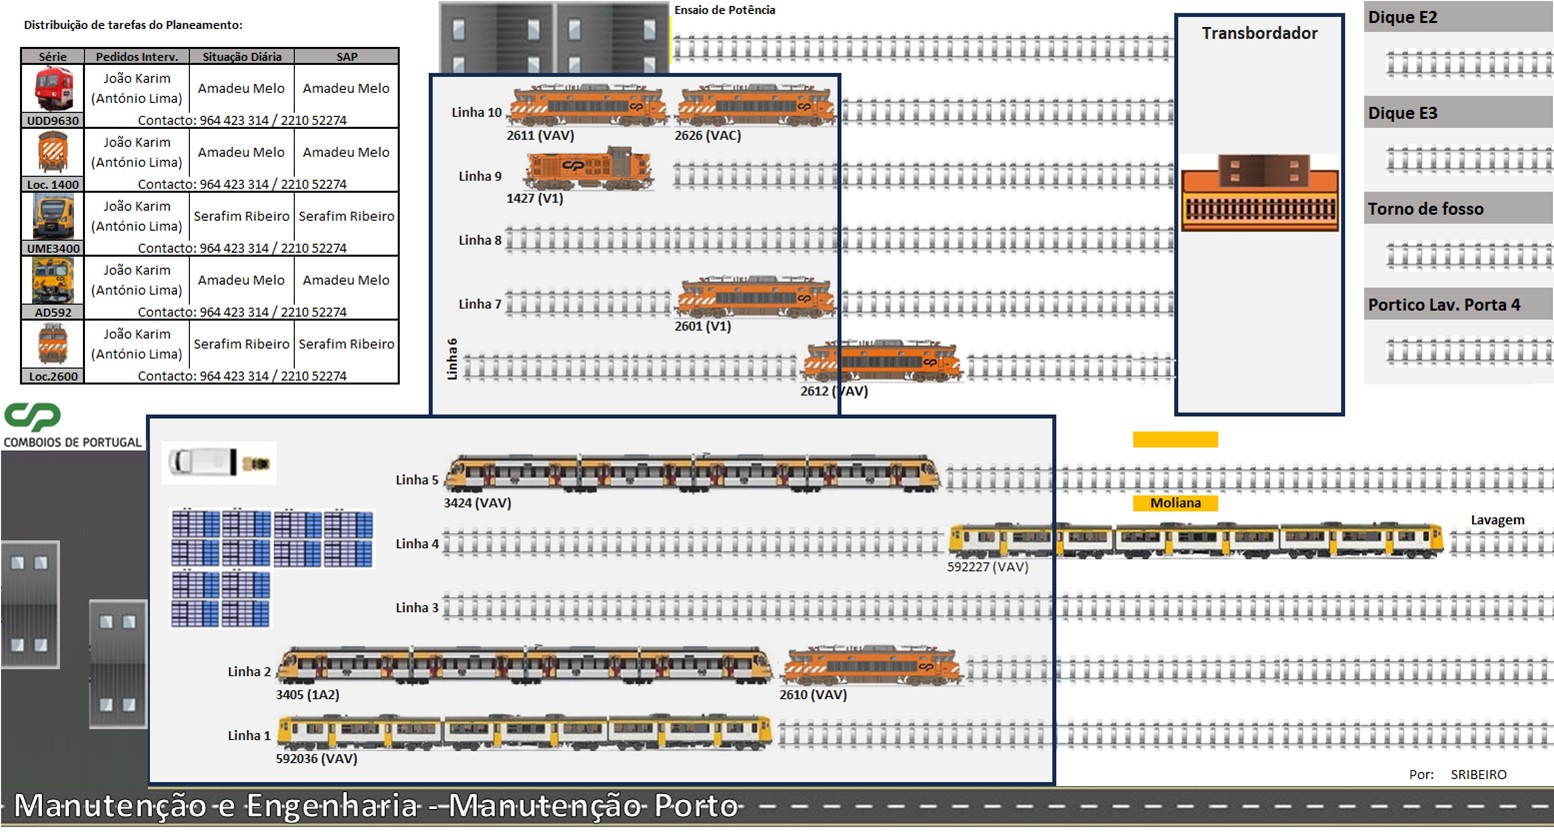 Distribuição de tarefas do Planeamento:
Série Pedidos Interv. Situação Diária SAP
João Karim
(António Lima)
Amadeu Melo Amadeu Melo
UDD9630 Contacto: 964 423 314 / 2210 52274
João Karim
(António Lima)
Amadeu Melo Amadeu Melo
Loc. 1400 Contacto: 964 423 314 / 2210 52274
João Karim
(António Lima)
Serafim Ribeiro Serafim Ribeiro
UME3400 Contacto: 964 423 314 / 2210 52274
João Karim
(António Lima)
Amadeu Melo Amadeu Melo
AD592 Contacto: 964 423 314 / 2210 52274
João Karim
(António Lima)
Serafim Ribeiro Serafim Ribeiro
Loc.2600 Contacto: 964 423 314 / 2210 52274
CP
COMBOIOS DE PORTUGAL
Ensaio de Potência
Linha 10
2611 (VAV) 2626 (VAC)
Linha 9
1427 (V1)
Linha 8
Linha 7
2601 (V1)
Linha 6
2612 (VAV)
Transbordador
Dique E2
Dique E3
Torno de fosso
Portico Lav. Porta 4
Linha 5
3424 (VAV)
Moliana
Linha 4
592227 (VAV)
Lavagem
Linha 3
Linha 2
3405 (1A2) 2610 (VAV)
Linha 1
592036 (VAV)
Por: SRIBEIRO
Manutenção e Engenharia - Manutenção Porto